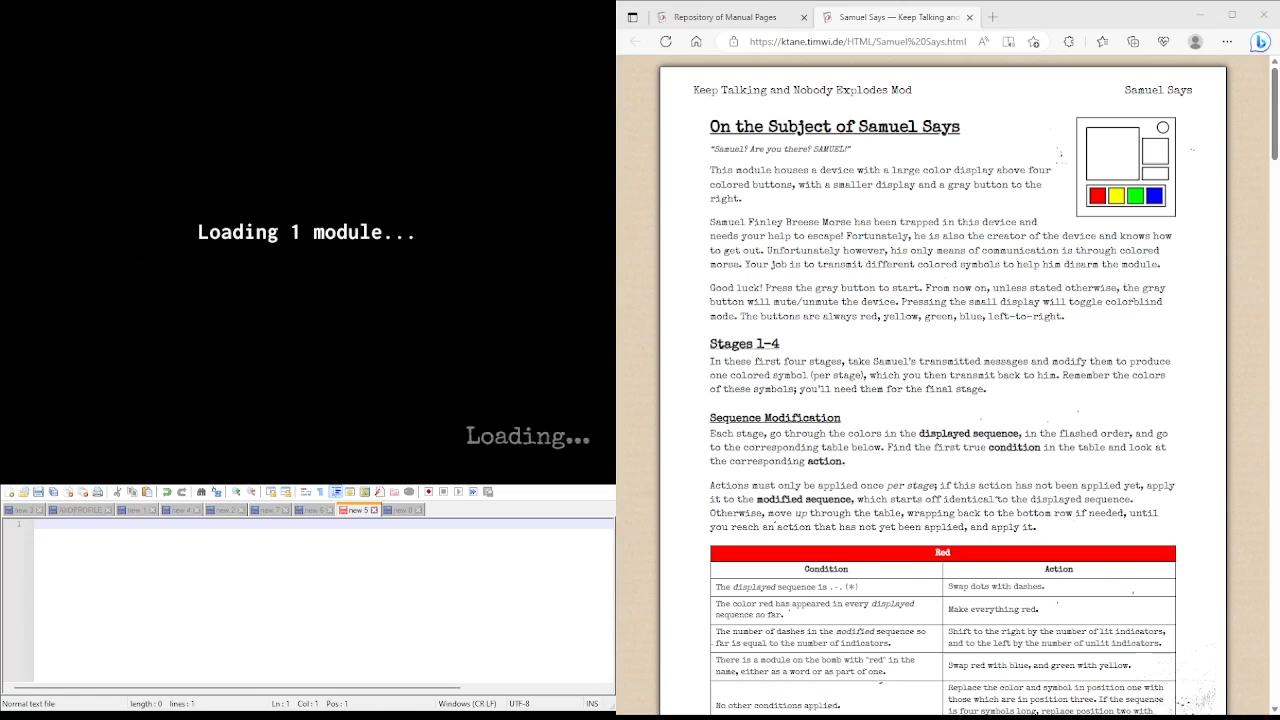 Loading 1 module...
Loading...
new 3
AXIDPROFILE
new 1
new 4
new 2
new 7
new 6
new 5
new 8
1
Normal text file
length : 0 lines : 1
Ln : 1 Col : 1 Pos : 1
Windows (CR LF)
UTF-8
INS
Repository of Manual Pages
Samuel Says — Keep Talking and
https://ktane.timwi.de/HTML/Samuel%20Says.html
Keep Talking and Nobody Explodes Mod
Samuel Says
On the Subject of Samuel Says
"Samuel? Are you there? SAMUEL!"
This module houses a device with a large color display above four
colored buttons, with a smaller display and a gray button to the
right.
Samuel Finley Breese Morse has been trapped in this device and
needs your help to escape! Fortunately, he is also the creator of the device and knows how
to get out. Unfortunately however, his only means of communication is through colored
morse. Your job is to transmit different colored symbols to help him disarm the module.
Good luck! Press the gray button to start. From now on, unless stated otherwise, the gray
button will mute/unmute the device. Pressing the small display will toggle colorblind
mode. The buttons are always red, yellow, green, blue, left-to-right.
Stages 1-4
In these first four stages, take Samuel's transmitted messages and modify them to produce
one colored symbol (per stage), which you then transmit back to him. Remember the colors
of these symbols; you'll need them for the final stage.
Sequence Modification
Each stage, go through the colors in the displayed sequence, in the flashed order, and go
to the corresponding table below. Find the first true condition in the table and look at
the corresponding action.
Actions must only be applied once per stage; if this action has not been applied yet, apply
it to the modified sequence, which starts off identical to the displayed sequence.
Otherwise, move up through the table, wrapping back to the bottom row if needed, until
you reach an action that has not yet been applied, and apply it.
Red
Condition
Action
The displayed sequence is .-. (*)
Swap dots with dashes.
The color red has appeared in every displayed
sequence so far.
Make everything red.
The number of dashes in the modified sequence so
far is equal to the number of indicators.
Shift to the right by the number of lit indicators,
and to the left by the number of unlit indicators.
There is a module on the bomb with "red" in the
name, either as a word or as part of one.
Swap red with blue, and green with yellow.
No other conditions applied.
Replace the color and symbol in position one with
those which are in position three. If the sequence
is four symbols long, replace position two with